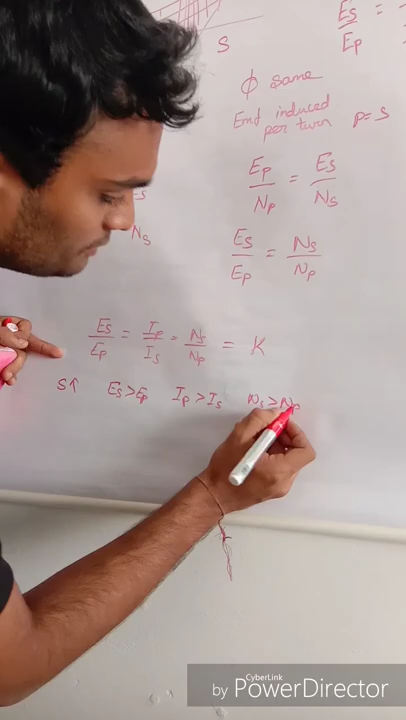 S
Es/Ep =
Φ same
Emf induced
per turn p = s
Ep/Np = Es/Ns
Ns
Es/Ep = Ns/Np
Es/Ep = Ip/Is = Ns/Np = K
S↑ Es>Ep Ip>Is Ns>Np
CyberLink
by PowerDirector